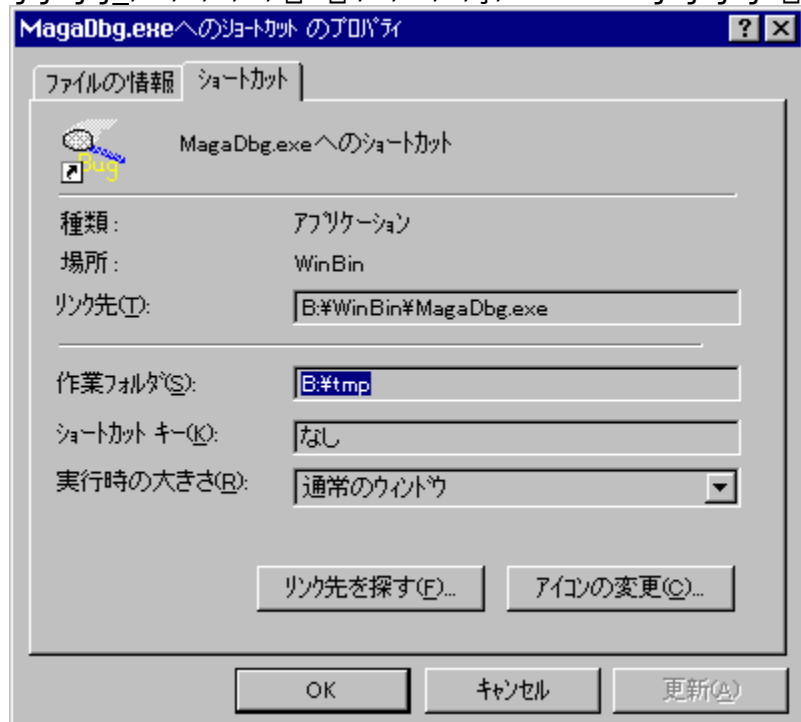 MagaDbg.exeへのショートカット のプロパティ
ファイルの情報 ショートカット
Bug
MagaDbg.exeへのショートカット
種類: アプリケーション
場所: WinBin
リンク先(T): B:¥WinBin¥MagaDbg.exe
作業フォルダ(S): B:¥tmp
ショートカット キー(K): なし
実行時の大きさ(R): 通常のウィンドウ
リンク先を探す(F)... アイコンの変更(C)...
OK キャンセル 更新(A)